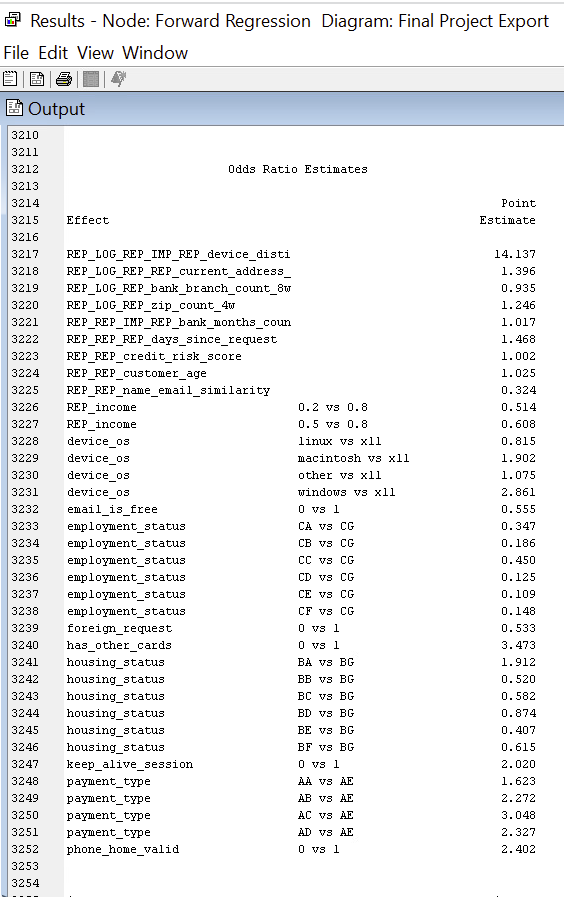 Results - Node: Forward Regression  Diagram: Final Project Export
File Edit View Window
Output
3210
3211
3212 Odds Ratio Estimates
3213
3214 Point
3215 Effect Estimate
3216
3217 REP_LOG_REP_IMP_REP_device_disti 14.137
3218 REP_LOG_REP_REP_current_address_ 1.396
3219 REP_LOG_REP_bank_branch_count_8w 0.935
3220 REP_LOG_REP_zip_count_4w 1.246
3221 REP_REP_IMP_REP_bank_months_coun 1.017
3222 REP_REP_REP_days_since_request 1.468
3223 REP_REP_credit_risk_score 1.002
3224 REP_REP_customer_age 1.025
3225 REP_REP_name_email_similarity 0.324
3226 REP_income 0.2 vs 0.8 0.514
3227 REP_income 0.5 vs 0.8 0.608
3228 device_os linux vs x11 0.815
3229 device_os macintosh vs x11 1.902
3230 device_os other vs x11 1.075
3231 device_os windows vs x11 2.861
3232 email_is_free 0 vs 1 0.555
3233 employment_status CA vs CG 0.347
3234 employment_status CB vs CG 0.186
3235 employment_status CC vs CG 0.450
3236 employment_status CD vs CG 0.125
3237 employment_status CE vs CG 0.109
3238 employment_status CF vs CG 0.148
3239 foreign_request 0 vs 1 0.533
3240 has_other_cards 0 vs 1 3.473
3241 housing_status BA vs BG 1.912
3242 housing_status BB vs BG 0.520
3243 housing_status BC vs BG 0.582
3244 housing_status BD vs BG 0.874
3245 housing_status BE vs BG 0.407
3246 housing_status BF vs BG 0.615
3247 keep_alive_session 0 vs 1 2.020
3248 payment_type AA vs AE 1.623
3249 payment_type AB vs AE 2.272
3250 payment_type AC vs AE 3.048
3251 payment_type AD vs AE 2.327
3252 phone_home_valid 0 vs 1 2.402
3253
3254